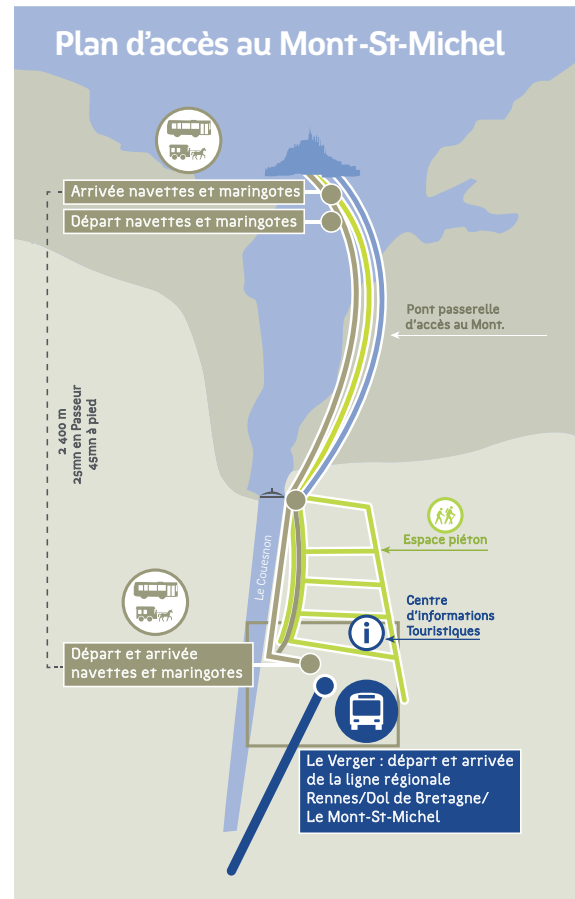 Plan d'accès au Mont-St-Michel
Arrivée navettes et maringotes
Départ navettes et maringotes
Pont passerelle
d'accès au Mont.
2 400 m
25mn en Passeur
45mn à pied
Espace piéton
Le Couesnon
Centre
d'informations
Touristiques
i
Départ et arrivée
navettes et maringotes
Le Verger : départ et arrivée
de la ligne régionale
Rennes/Dol de Bretagne/
Le Mont-St-Michel